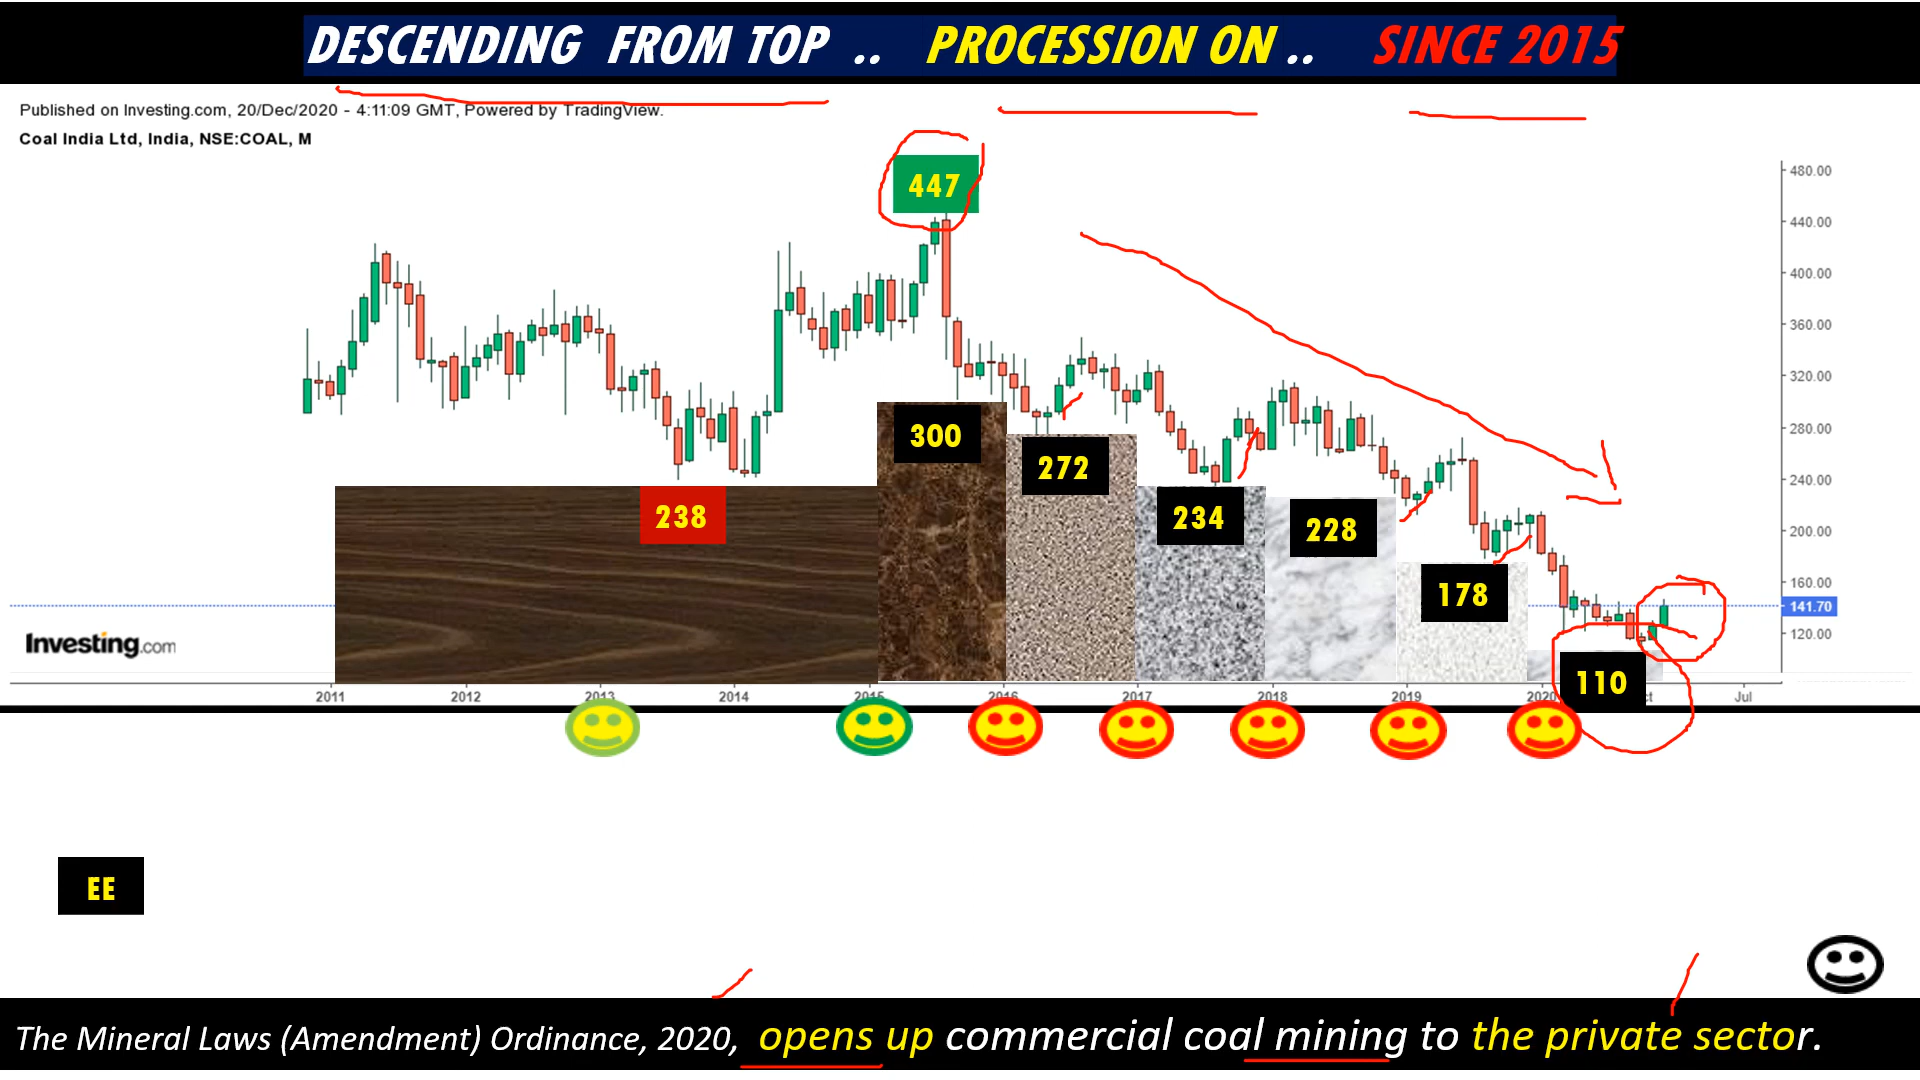 DESCENDING FROM TOP .. PROCESSION ON .. SINCE 2015
Published on Investing.com, 20/Dec/2020 - 4:11:09 GMT, Powered by TradingView.
Coal India Ltd, India, NSE:COAL, M
447
480.00
440.00
400.00
360.00
320.00
300
280.00
272
240.00
238
234
228
200.00
178
160.00
141.70
120.00
Investing.com
110
2011 2012 2013 2014 2015 2016 2017 2018 2019 2020 ct Jul
EE
The Mineral Laws (Amendment) Ordinance, 2020, opens up commercial coal mining to the private sector.